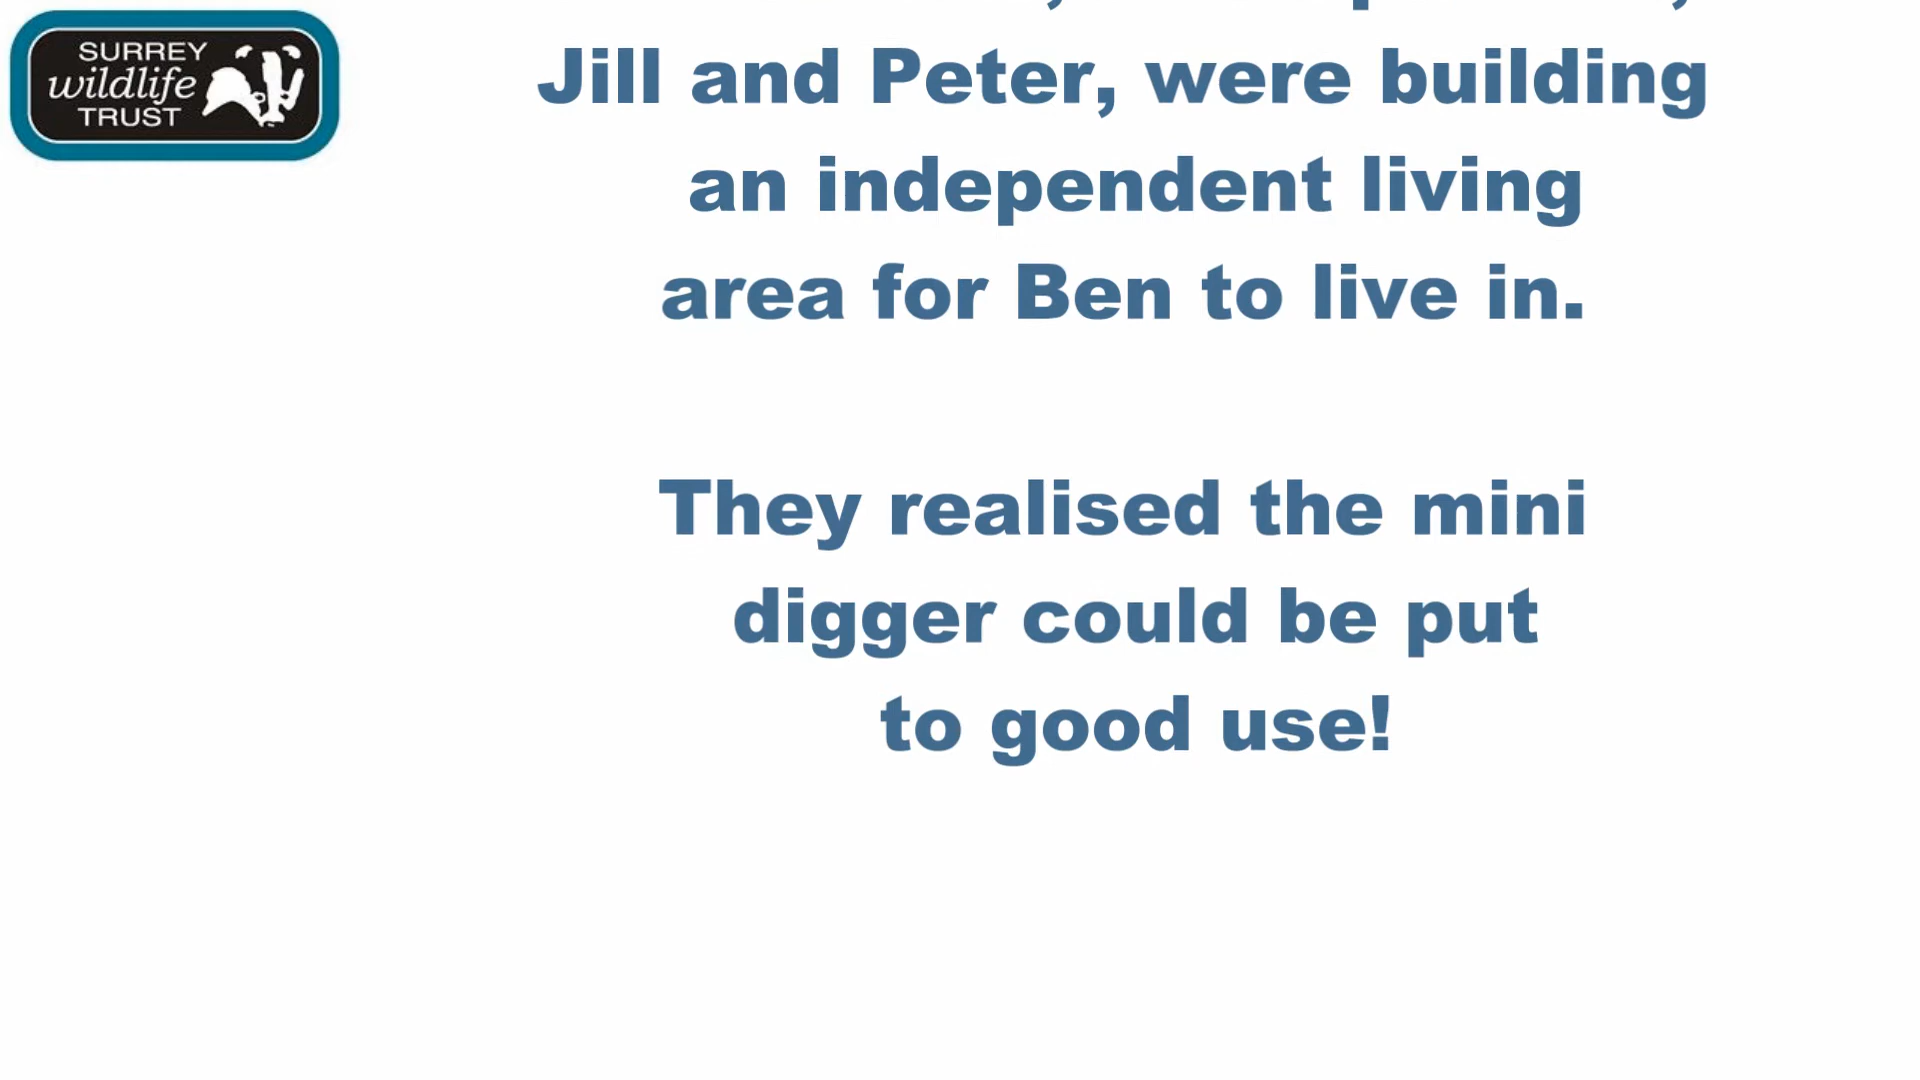 SURREY
wildlife
TRUST
Jill and Peter, were building
an independent living
area for Ben to live in.
They realised the mini
digger could be put
to good use!